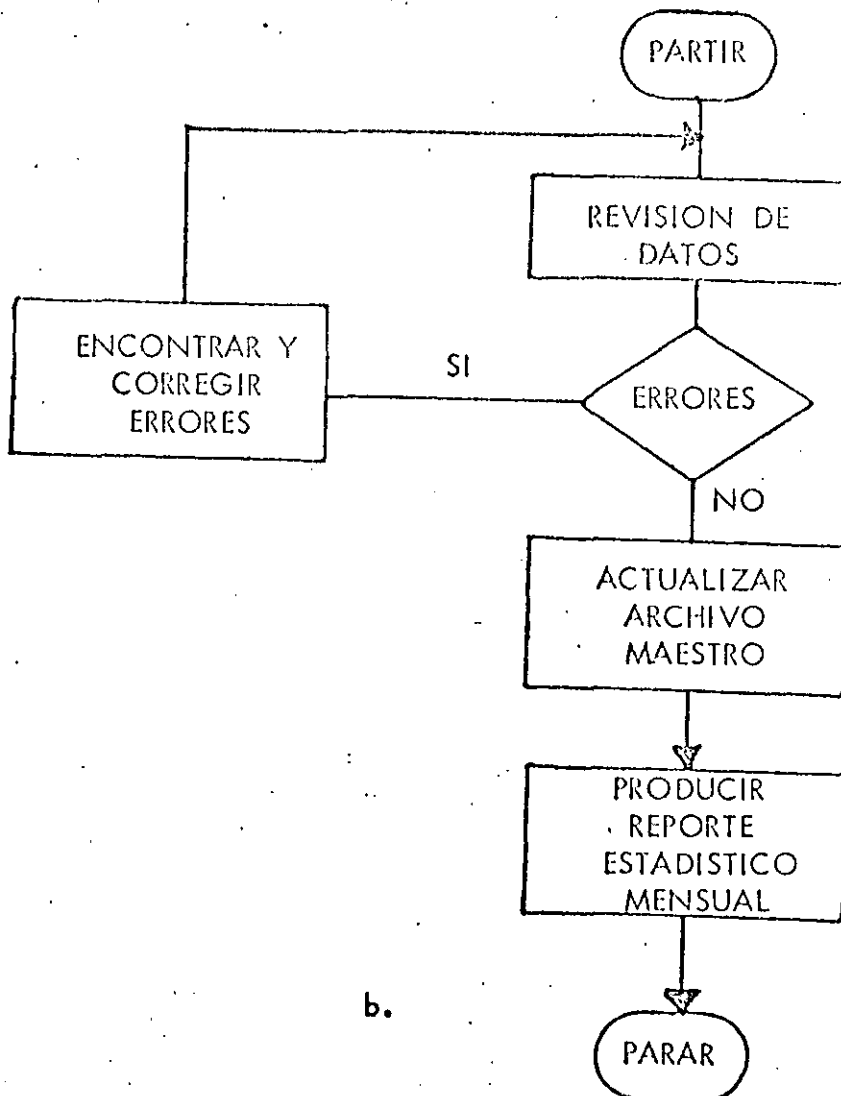 PARTIR
REVISION DE
DATOS
ENCONTRAR Y
CORREGIR
ERRORES
SI
ERRORES
NO
ACTUALIZAR
ARCHIVO
MAESTRO
PRODUCIR
REPORTE
ESTADISTICO
MENSUAL
b.
PARAR